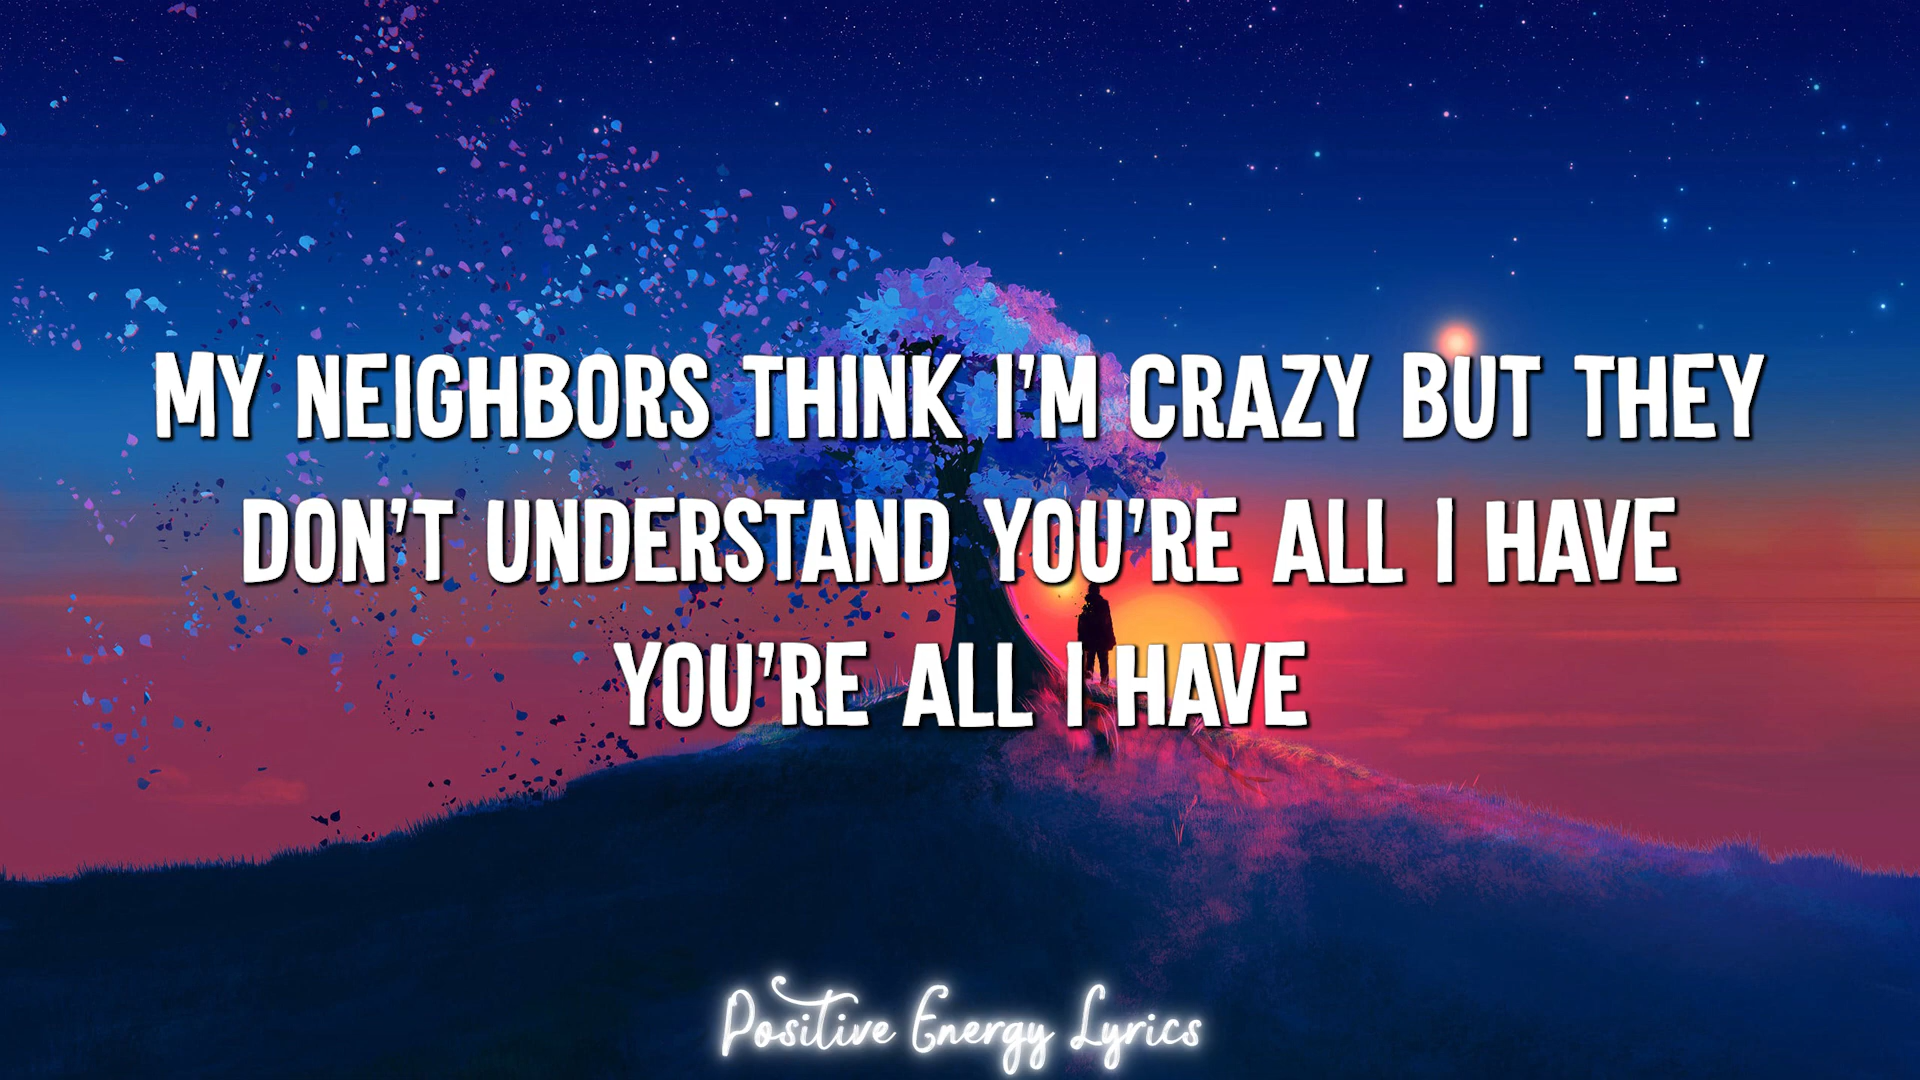 MY NEIGHBORS THINK I'M CRAZY BUT THEY
DON'T UNDERSTAND YOU'RE ALL I HAVE
YOU'RE ALL I HAVE
Positive Energy Lyrics